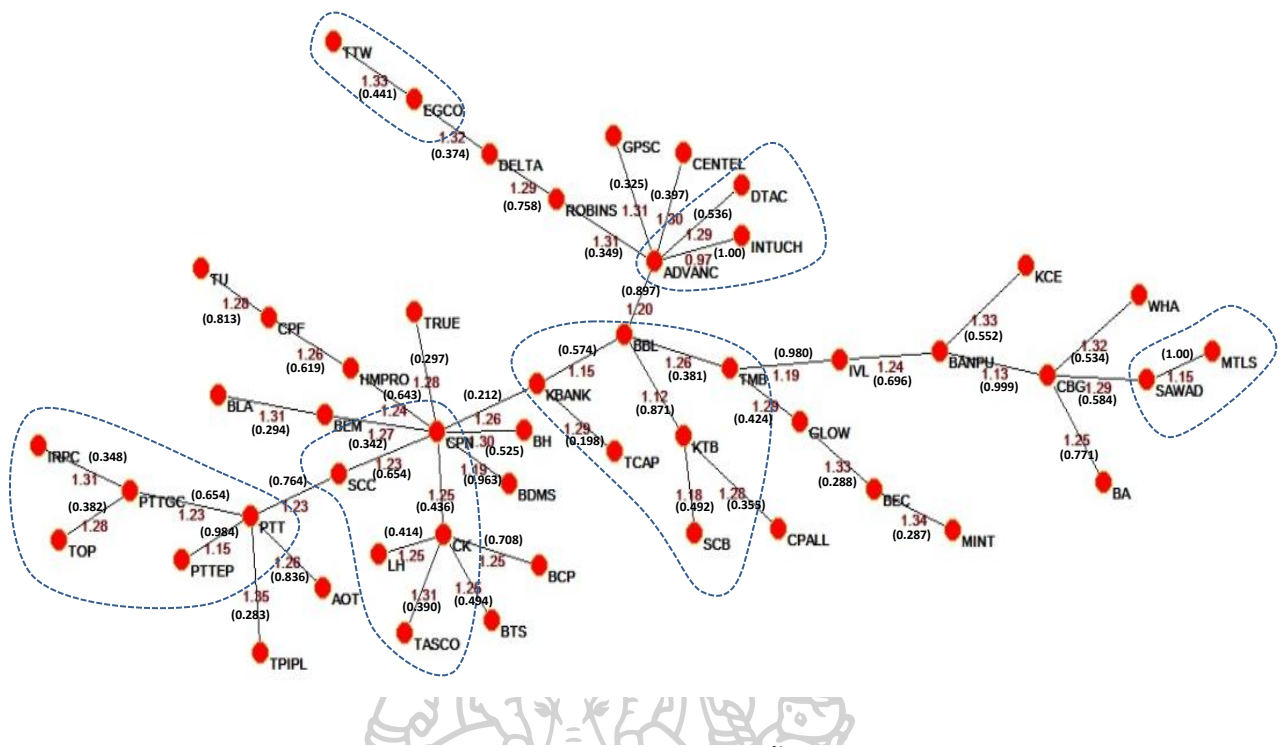 TTW
1.33
(0.441)
EGCO
1.32
(0.374)
DELTA
1.29
(0.758)
ROBINS
1.31
(0.349)
GPSC
(0.325)
1.31
CENTEL
(0.397)
1.30
DTAC
(0.536)
1.29
INTUCH
(1.00)
0.97
ADVANC
(0.897)
1.20
TU
1.28
(0.813)
CPF
1.26
(0.619)
HMPRO
(0.643)
1.24
TRUE
(0.297)
1.28
BLA
1.31
(0.294)
BEM
1.27
(0.342)
CPN
(0.212)
1.26
KBANK
(0.574)
1.15
BBL
1.26
(0.381)
TMB
(0.980)
1.19
IVL
1.24
(0.696)
BANPU
1.33
(0.552)
KCE
1.13
(0.999)
CBG
1.32
(0.534)
WHA
1.29
(0.584)
SAWAD
(1.00)
1.15
MTLS
1.25
(0.771)
BA
1.29
(0.424)
GLOW
1.33
(0.288)
BEC
1.34
(0.287)
MINT
1.12
(0.871)
KTB
1.29
(0.198)
TCAP
1.18
(0.492)
SCB
1.28
(0.355)
CPALL
1.30
(0.525)
BH
1.19
(0.963)
BDMS
1.23
(0.654)
SCC
(0.764)
1.23
PTT
IRPC
(0.348)
1.31
PTTGC
(0.654)
1.23
(0.382)
1.28
TOP
(0.984)
1.15
PTTEP
1.26
(0.836)
AOT
1.35
(0.283)
TPIPL
1.25
(0.436)
CK
(0.414)
1.25
LH
(0.708)
1.25
BCP
1.31
(0.390)
TASCO
1.25
(0.494)
BTS